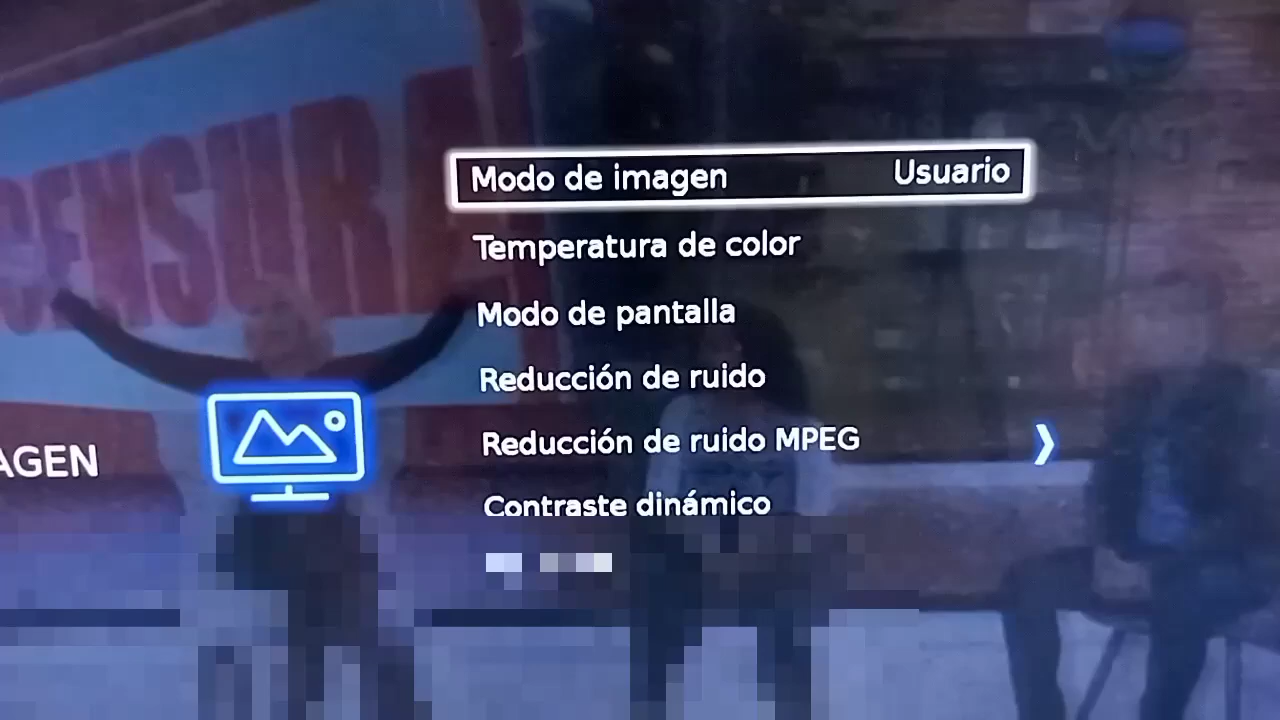 CENSURA
Modo de imagen Usuario
Temperatura de color
Modo de pantalla
Reducción de ruido
Reducción de ruido MPEG
AGEN
Contraste dinámico